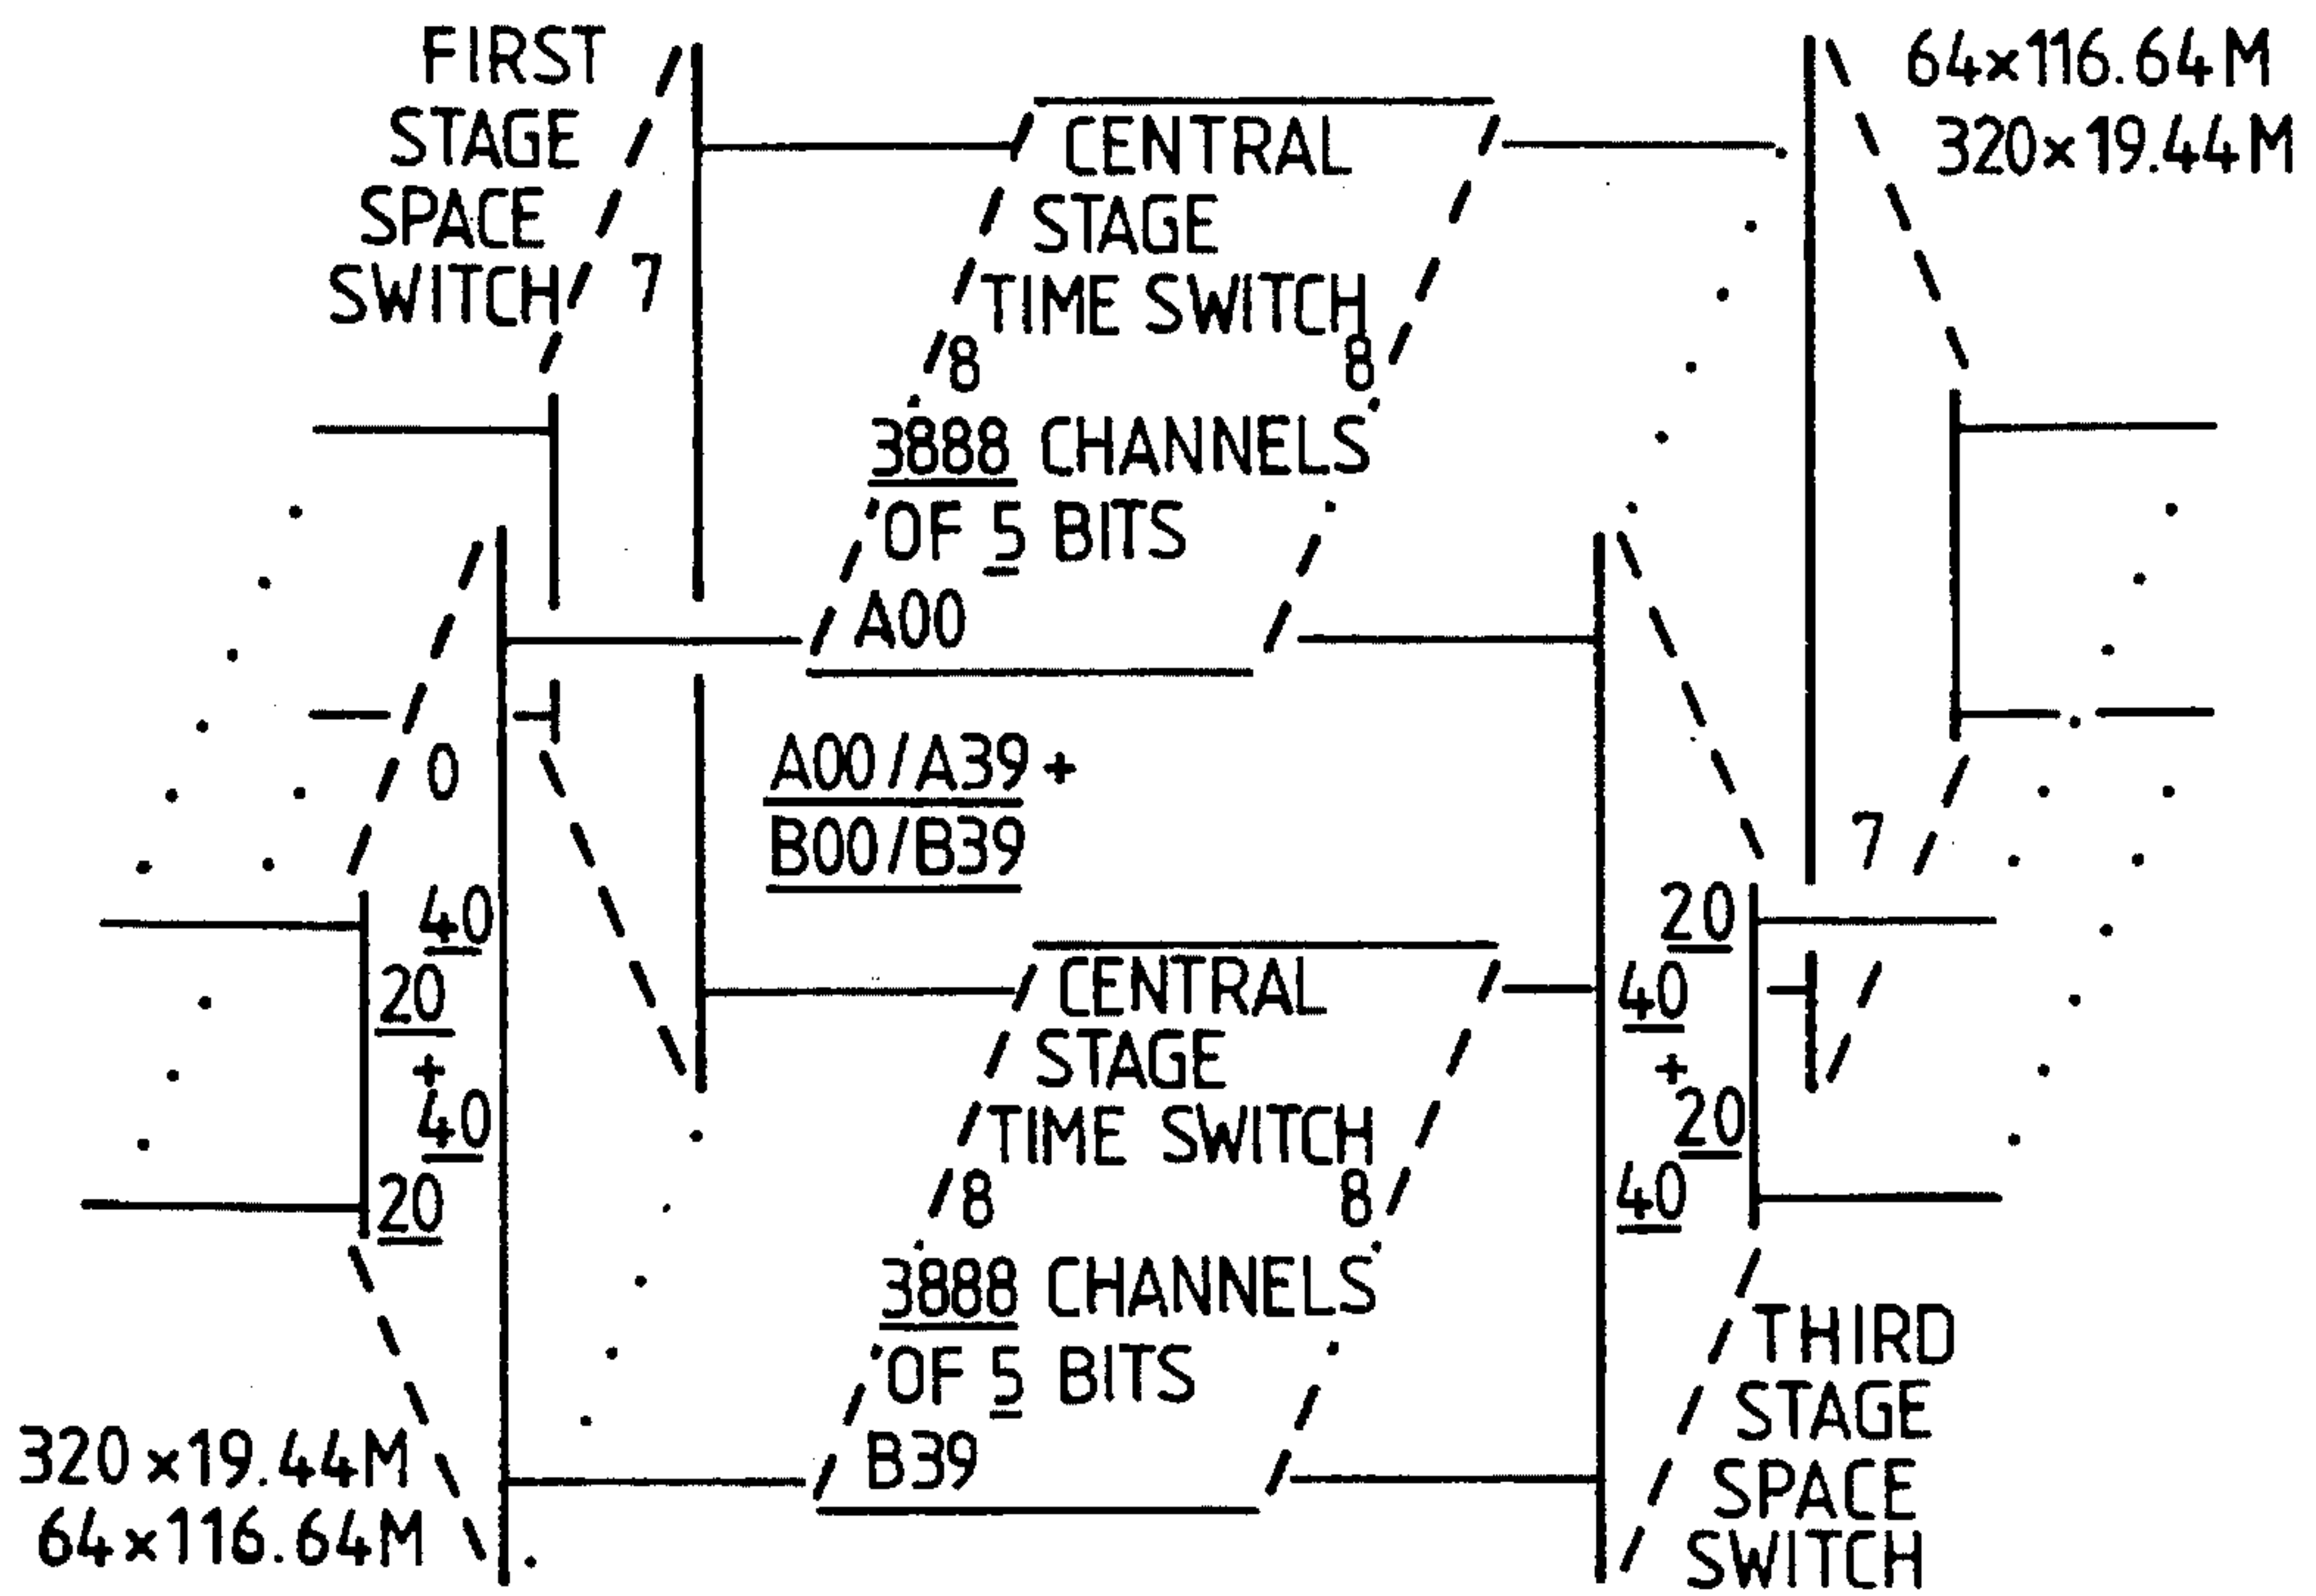 FIRST
STAGE
SPACE
SWITCH
7
CENTRAL
STAGE
TIME SWITCH
8 8
3888 CHANNELS
OF 5 BITS
A00
64×116.64M
320×19.44M
0
A00/A39+
B00/B39
40
20
+
40
20
320×19.44M
64×116.64M
CENTRAL
STAGE
TIME SWITCH
8 8
3888 CHANNELS
OF 5 BITS
B39
7
20
40
+
20
40
THIRD
STAGE
SPACE
SWITCH